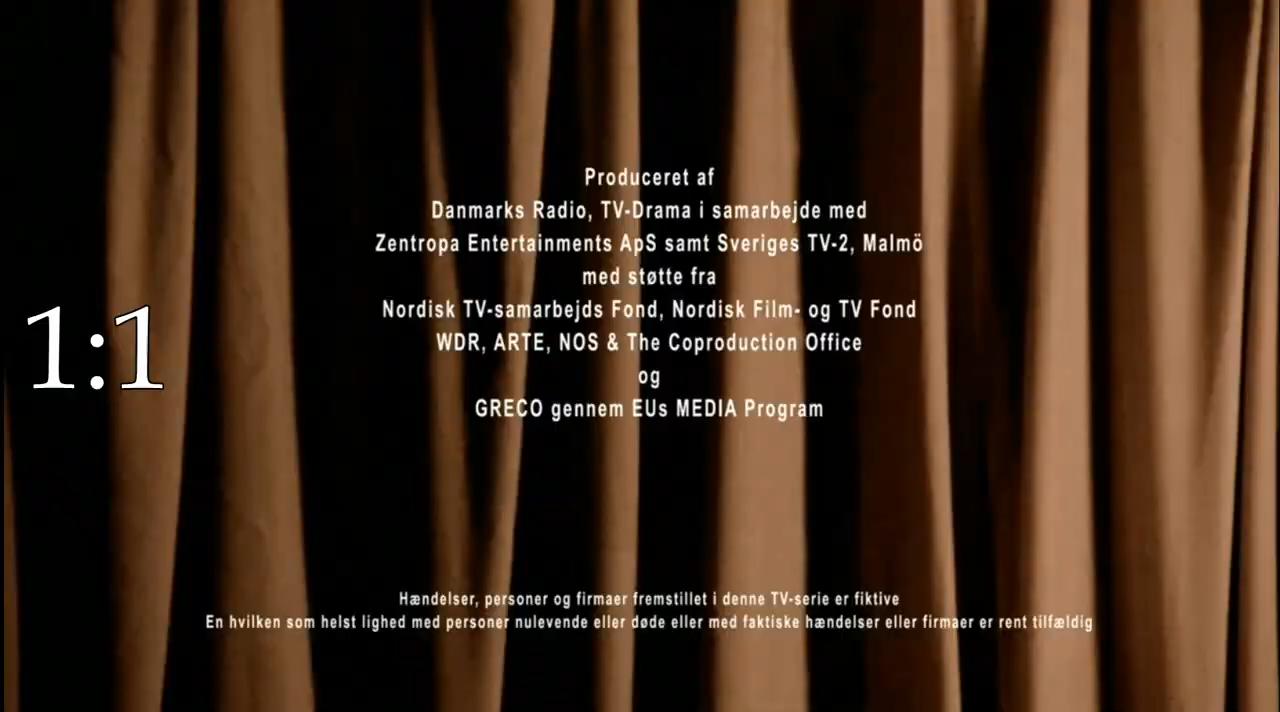 Produceret af
Danmarks Radio, TV-Drama i samarbejde med
Zentropa Entertainments ApS samt Sveriges TV-2, Malmö
med støtte fra
Nordisk TV-samarbejds Fond, Nordisk Film- og TV Fond
1:1
WDR, ARTE, NOS & The Coproduction Office
og
GRECO gennem EUs MEDIA Program
Hændelser, personer og firmaer fremstillet i denne TV-serie er fiktive
En hvilken som helst lighed med personer nulevende eller døde eller med faktiske hændelser eller firmaer er rent tilfældig